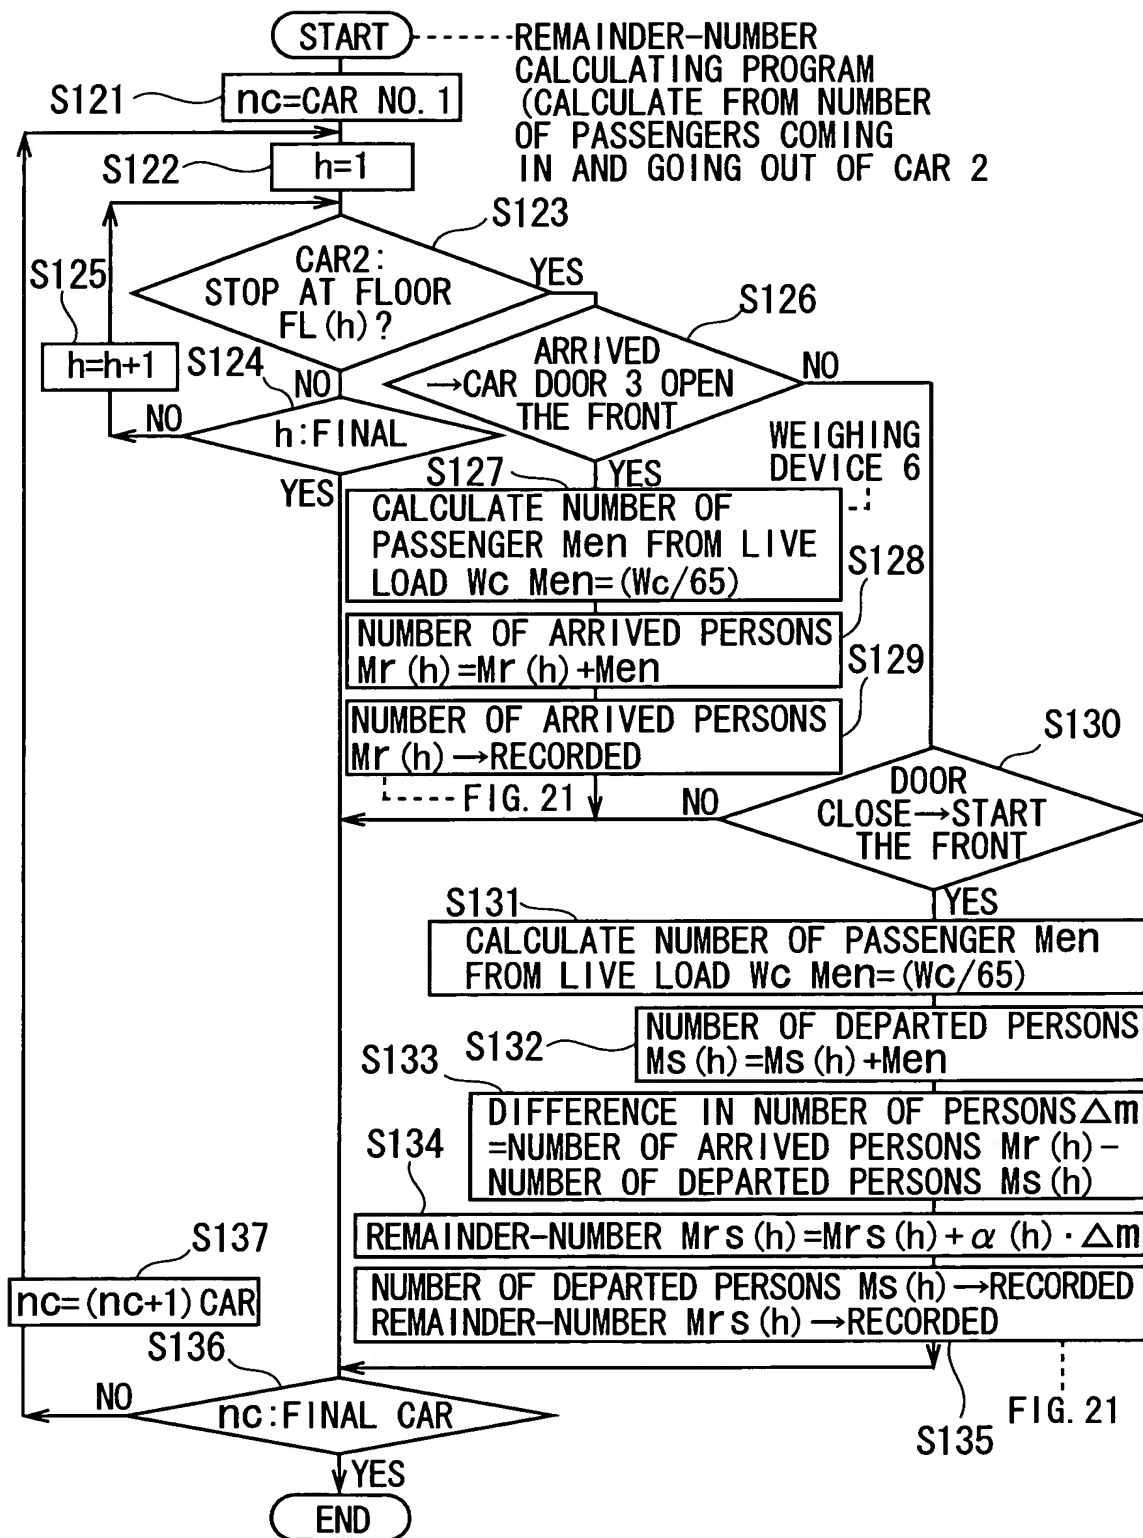 START
REMAINDER-NUMBER
CALCULATING PROGRAM
(CALCULATE FROM NUMBER
OF PASSENGERS COMING
IN AND GOING OUT OF CAR 2
S121
nc=CAR NO.1
S122
h=1
S123
CAR2:
STOP AT FLOOR
FL(h)?
YES
S125
h=h+1
S124
NO
NO
h:FINAL
YES
S126
ARRIVED
→CAR DOOR 3 OPEN
THE FRONT
NO
YES
WEIGHING
DEVICE 6
S127
CALCULATE NUMBER OF
PASSENGER Men FROM LIVE
LOAD Wc Men=(Wc/65)
S128
NUMBER OF ARRIVED PERSONS
Mr(h)=Mr(h)+Men
S129
NUMBER OF ARRIVED PERSONS
Mr(h)→RECORDED
FIG.21
S130
DOOR
CLOSE→START
THE FRONT
NO
YES
S131
CALCULATE NUMBER OF PASSENGER Men
FROM LIVE LOAD Wc Men=(Wc/65)
S132
NUMBER OF DEPARTED PERSONS
Ms(h)=Ms(h)+Men
S133
DIFFERENCE IN NUMBER OF PERSONS△m
=NUMBER OF ARRIVED PERSONS Mr(h)-
NUMBER OF DEPARTED PERSONS Ms(h)
S134
REMAINDER-NUMBER Mrs(h)=Mrs(h)+α(h)·△m
NUMBER OF DEPARTED PERSONS Ms(h)→RECORDED
REMAINDER-NUMBER Mrs(h)→RECORDED
S135
FIG.21
S137
nc=(nc+1)CAR
S136
NO
nc:FINAL CAR
YES
END